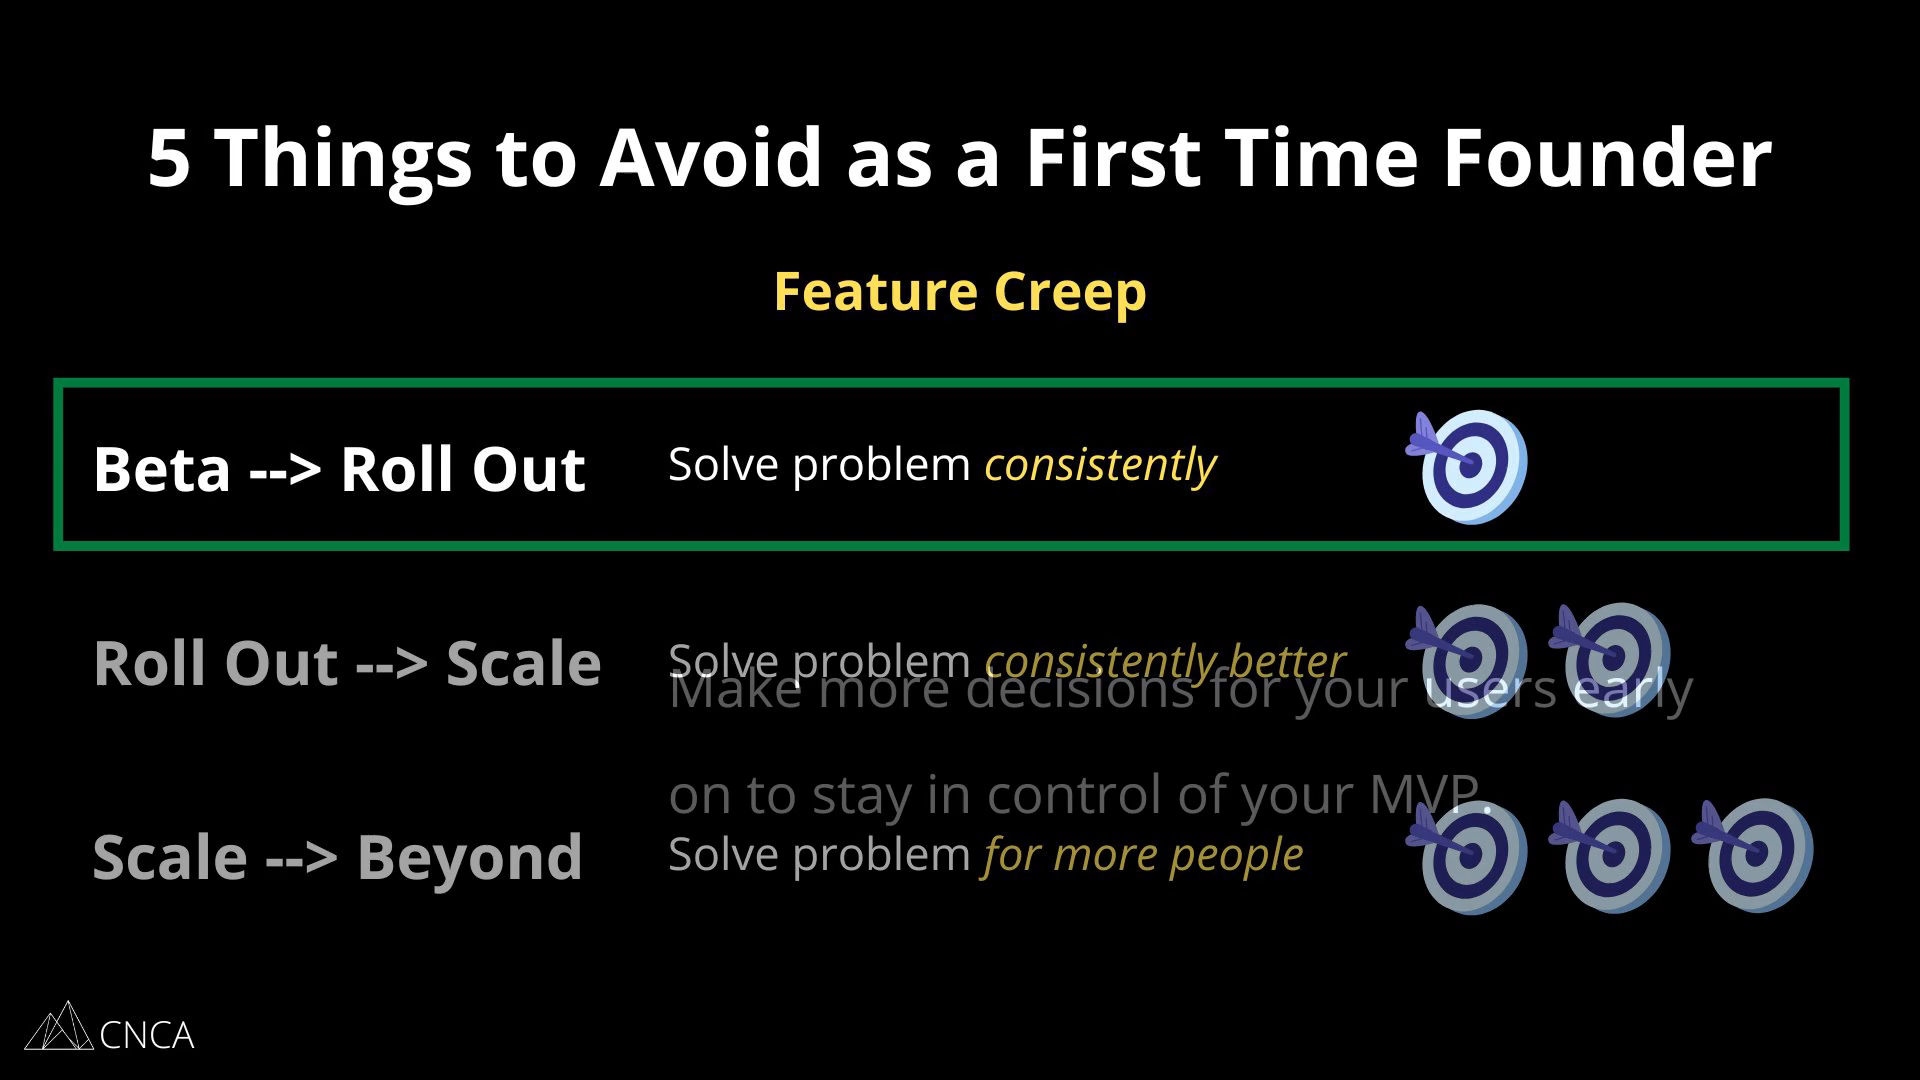 5 Things to Avoid as a First Time Founder
Feature Creep
Beta --> Roll Out
Solve problem consistently
Roll Out --> Scale
Solve problem consistently better
Make more decisions for your users early
on to stay in control of your MVP.
Scale --> Beyond
Solve problem for more people
CNCA